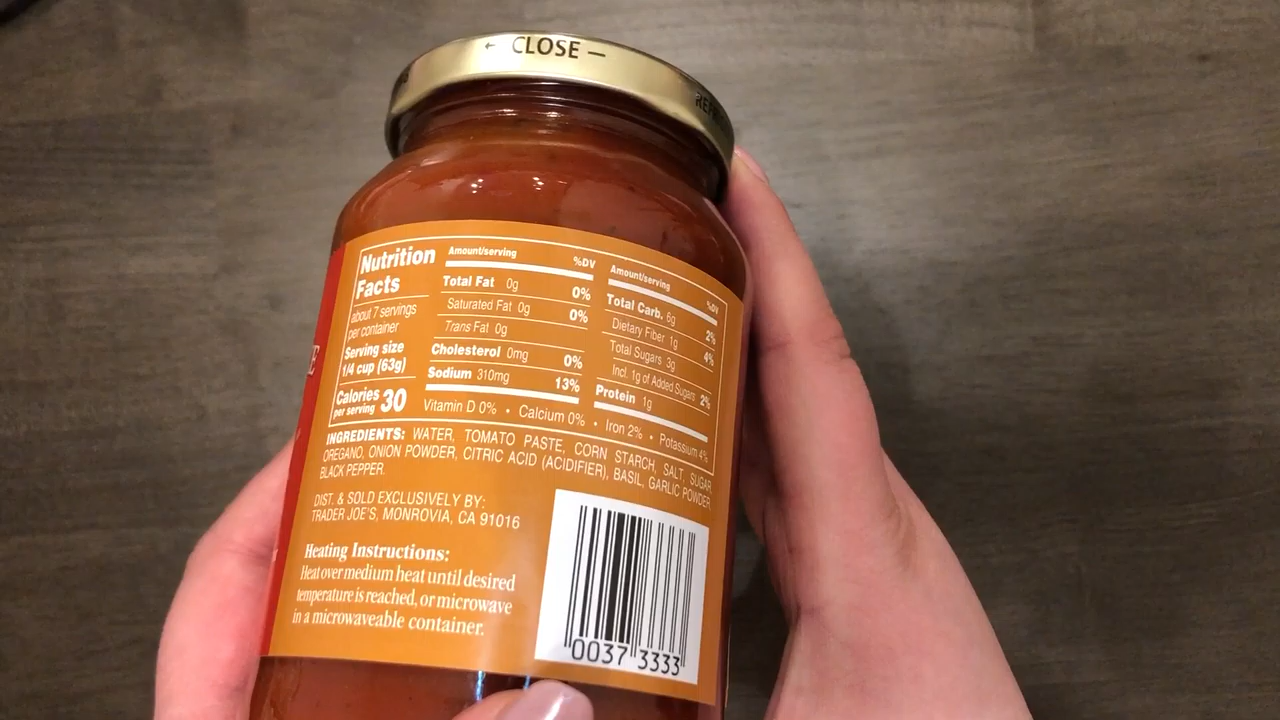 ← CLOSE —
Nutrition
Facts
about 7 servings
per container
Serving size
1/4 cup (63g)
Calories
per serving 30
Amount/serving %DV
Total Fat 0g 0%
Saturated Fat 0g 0%
Trans Fat 0g
Cholesterol 0mg 0%
Sodium 310mg 13%
Amount/serving %DV
Total Carb. 6g 2%
Dietary Fiber 1g 4%
Total Sugars 3g
Incl. 1g of Added Sugars 2%
Protein 1g
Vitamin D 0% • Calcium 0% • Iron 2% • Potassium 4%
INGREDIENTS: WATER, TOMATO PASTE, CORN STARCH, SALT, SUGAR
OREGANO, ONION POWDER, CITRIC ACID (ACIDIFIER), BASIL, GARLIC POWDER
BLACK PEPPER.
DIST. & SOLD EXCLUSIVELY BY:
TRADER JOE'S, MONROVIA, CA 91016
Heating Instructions:
Heat over medium heat until desired
temperature is reached, or microwave
in a microwaveable container.
0037 3333